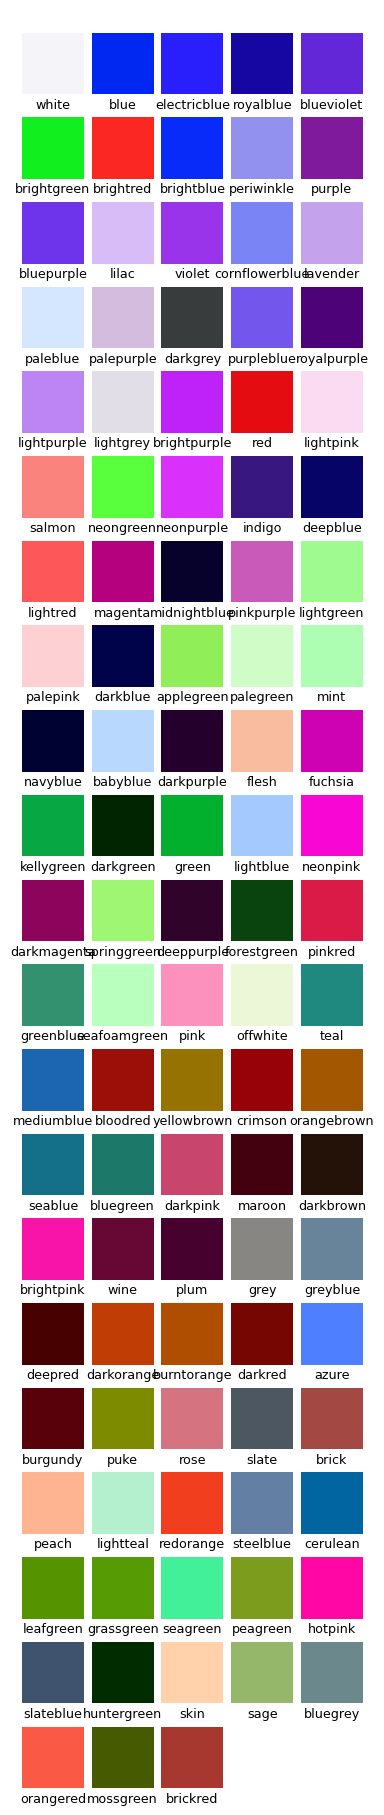 white blue electricblue royalblue blueviolet
brightgreen brightred brightblue periwinkle purple
bluepurple lilac violet cornflowerblue lavender
paleblue palepurple darkgrey purpleblue royalpurple
lightpurple lightgrey brightpurple red lightpink
salmon neongreen neonpurple indigo deepblue
lightred magenta midnightblue pinkpurple lightgreen
palepink darkblue applegreen palegreen mint
navyblue babyblue darkpurple flesh fuchsia
kellygreen darkgreen green lightblue neonpink
darkmagenta springgreen deeppurple forestgreen pinkred
greenblue seafoamgreen pink offwhite teal
mediumblue bloodred yellowbrown crimson orangebrown
seablue bluegreen darkpink maroon darkbrown
brightpink wine plum grey greyblue
deepred darkorange burntorange darkred azure
burgundy puke rose slate brick
peach lightteal redorange steelblue cerulean
leafgreen grassgreen seagreen peagreen hotpink
slateblue huntergreen skin sage bluegrey
orangered mossgreen brickred